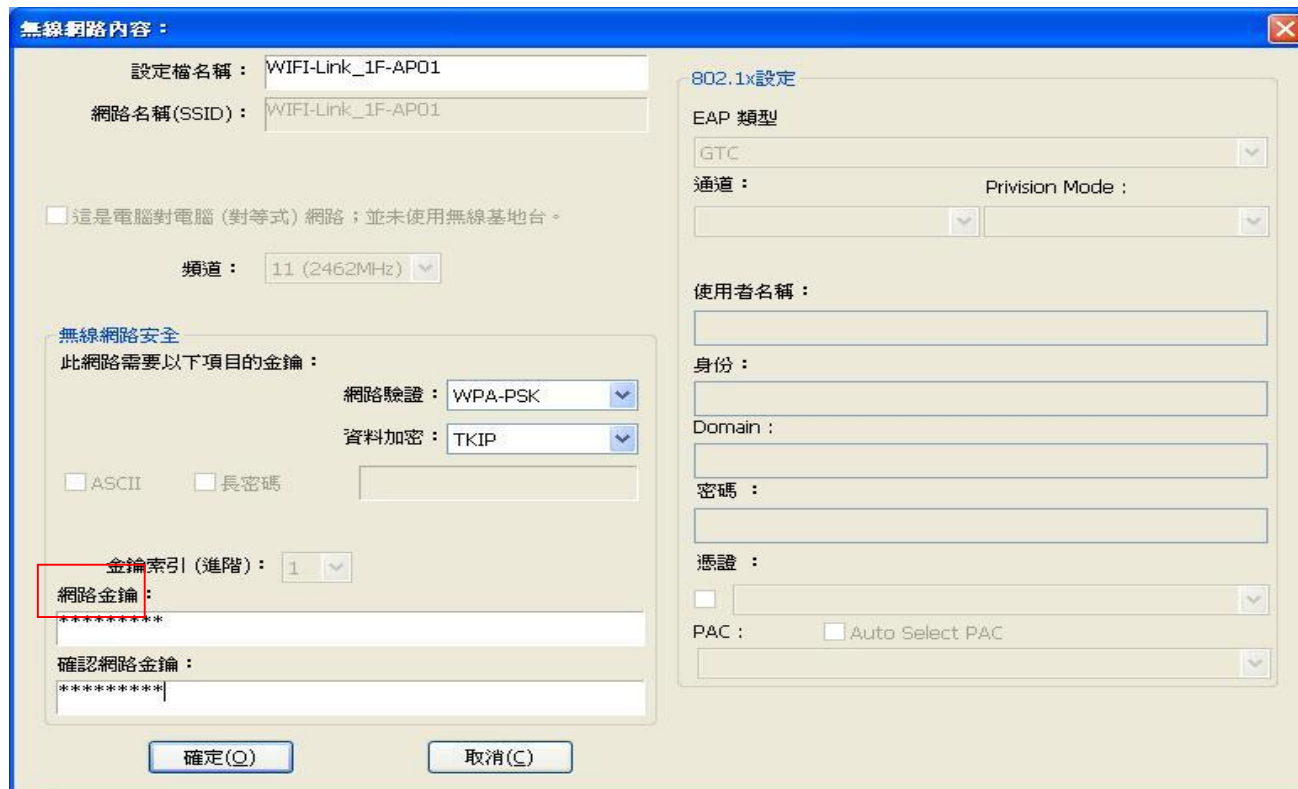 無線網路內容：
設定檔名稱： WIFI-Link_1F-AP01
網路名稱(SSID)： WIFI-Link_1F-AP01
這是電腦對電腦 (對等式) 網路；並未使用無線基地台。
頻道： 11 (2462MHz)
無線網路安全
此網路需要以下項目的金鑰：
網路驗證： WPA-PSK
資料加密： TKIP
ASCII 長密碼
金鑰索引 (進階)： 1
網路金鑰：
*********
確認網路金鑰：
*********
確定(O) 取消(C)
802.1x設定
EAP 類型
GTC
通道： Privision Mode :
使用者名稱：
身份：
Domain :
密碼 ：
憑證 ：
PAC : Auto Select PAC